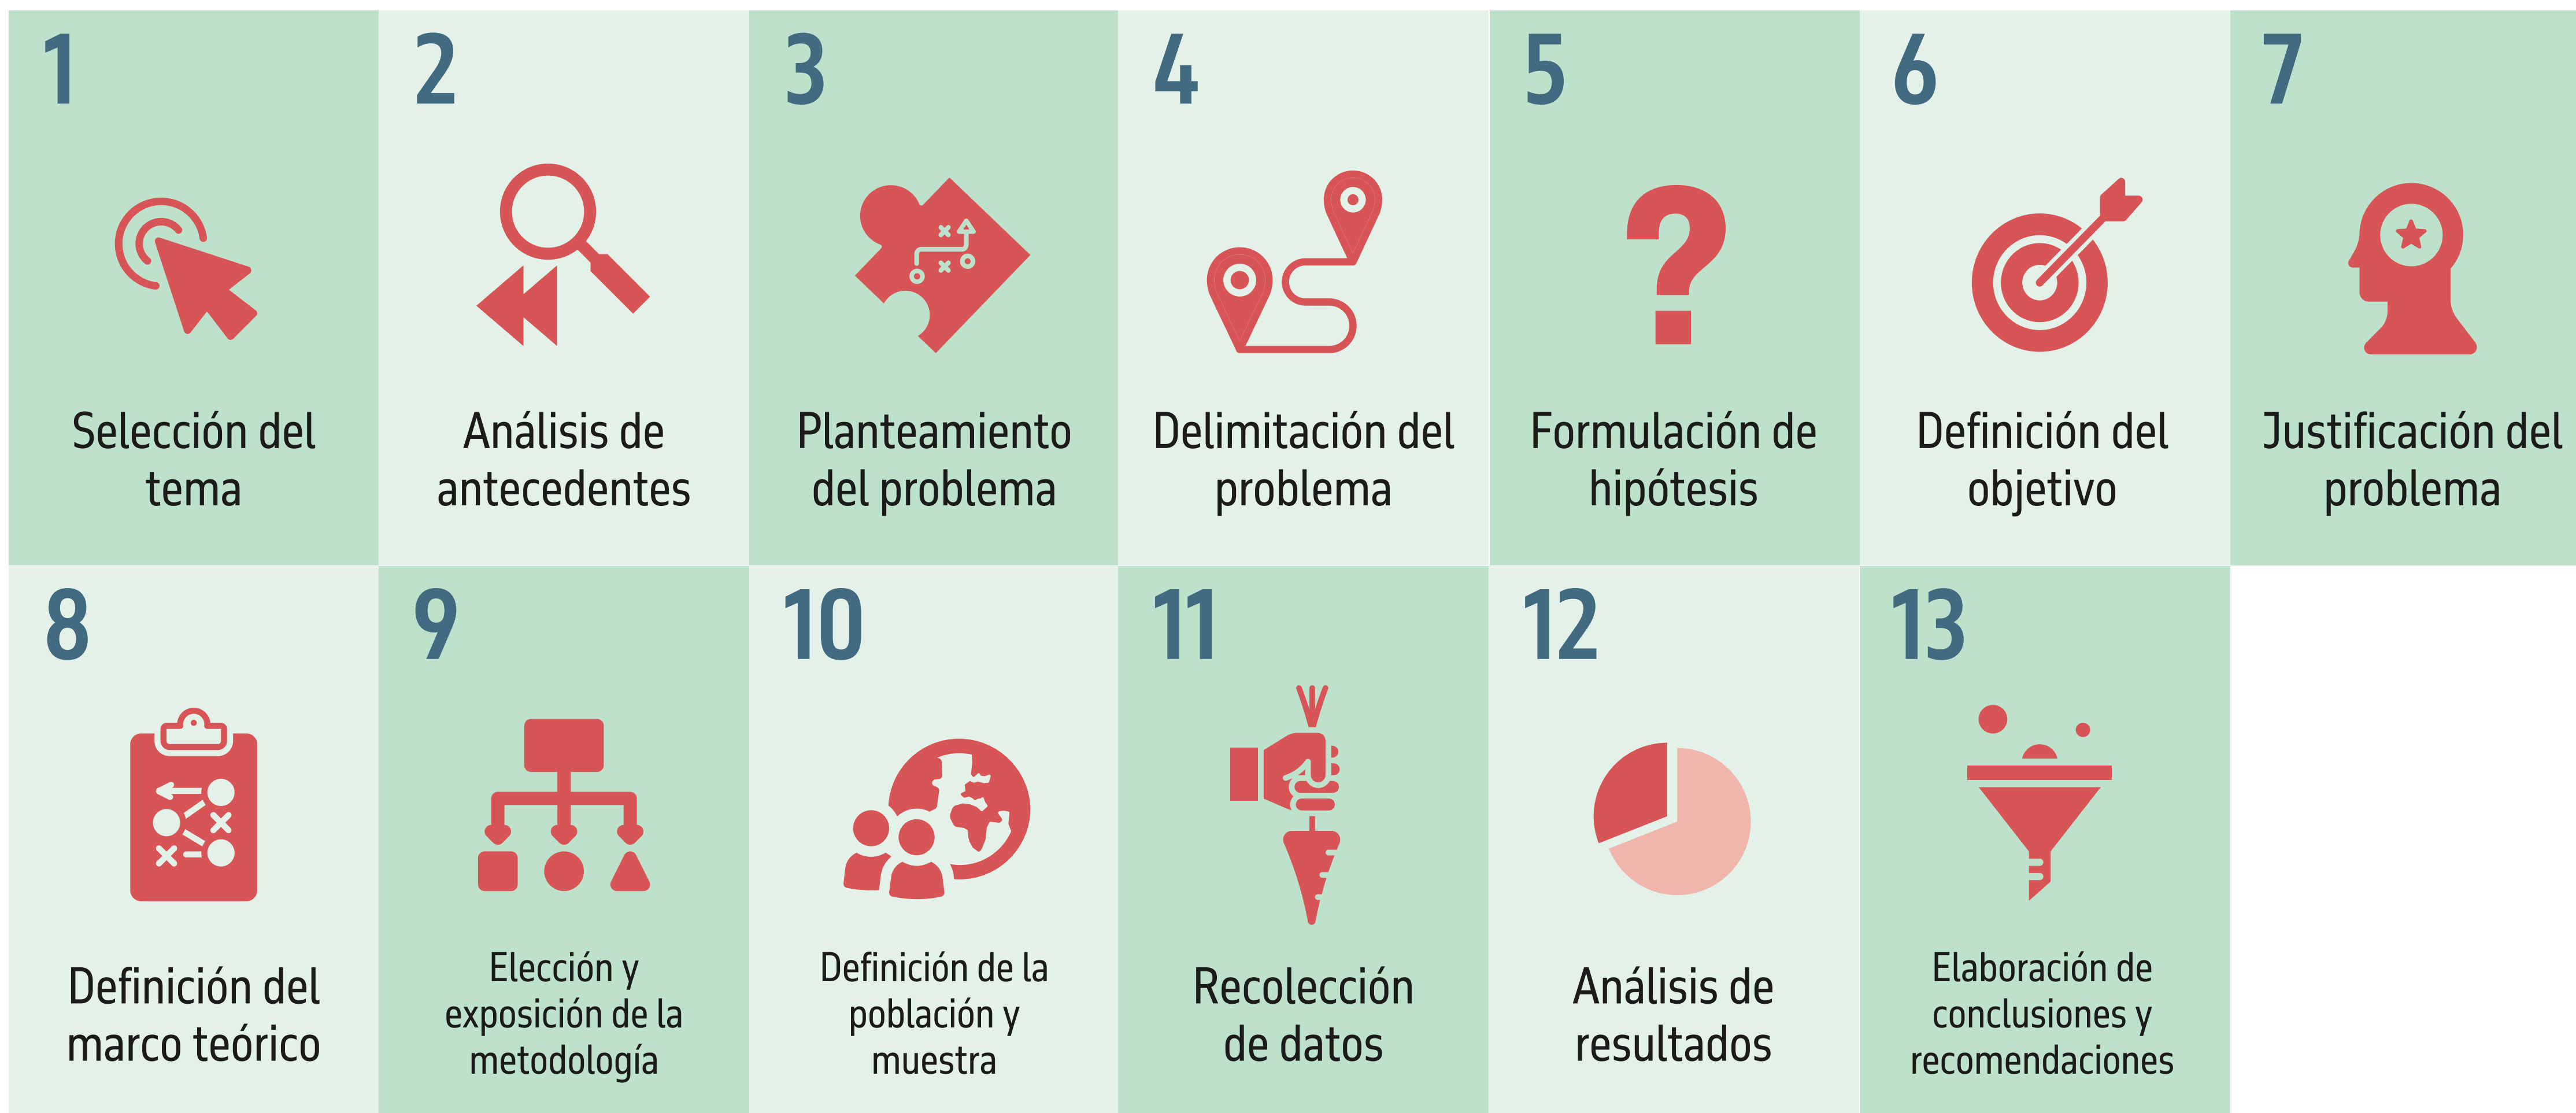 1
Selección del
tema
2
Análisis de
antecedentes
3
Planteamiento
del problema
4
Delimitación del
problema
5
Formulación de
hipótesis
6
Definición del
objetivo
7
Justificación del
problema
8
Definición del
marco teórico
9
Elección y
exposición de la
metodología
10
Definición de la
población y
muestra
11
Recolección
de datos
12
Análisis de
resultados
13
Elaboración de
conclusiones y
recomendaciones